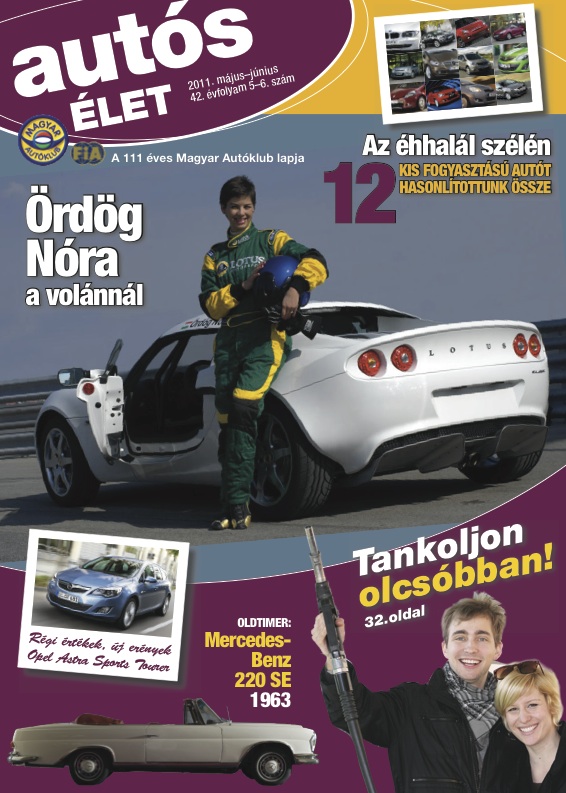 autós
ÉLET
2011. május–június
42. évfolyam 5–6. szám
MAGYAR
AUTÓKLUB
FIA
A 111 éves Magyar Autóklub lapja
Az éhhalál szélén
12 KIS FOGYASZTÁSÚ AUTÓT
HASONLÍTOTTUNK ÖSSZE
Ördög
Nóra
a volánnál
LOTUS
Ördög Nóra
LOTUS
Tankoljon
olcsóbban!
32.oldal
Régi értékek, új erények
Opel Astra Sports Tourer
OLDTIMER:
Mercedes-
Benz
220 SE
1963